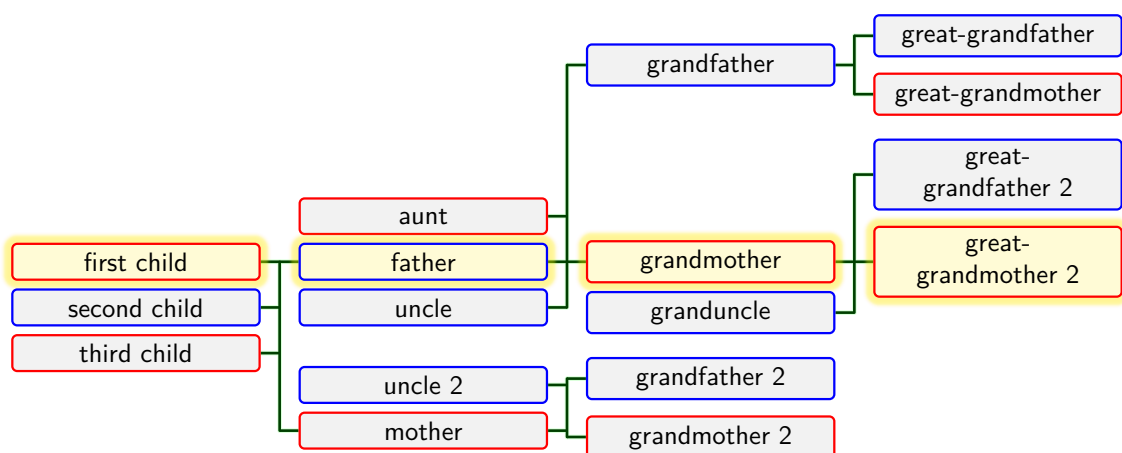 great-grandfather
grandfather
great-grandmother
great-
grandfather 2
aunt
first child
father
grandmother
great-
grandmother 2
second child
uncle
granduncle
third child
uncle 2
grandfather 2
mother
grandmother 2